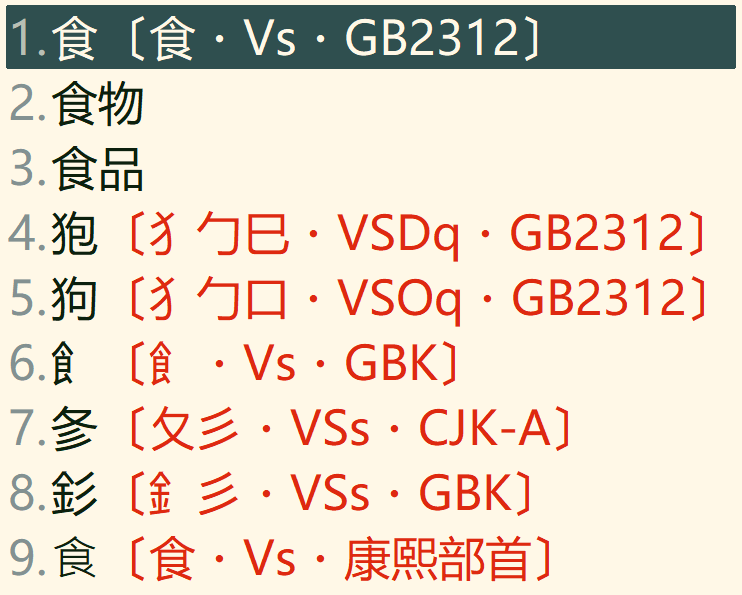 1.食〔食・Vs・GB2312〕
2.食物
3.食品
4.狍〔犭勹巳・VSDq・GB2312〕
5.狗〔犭勹口・VSOq・GB2312〕
6.飠〔飠・Vs・GBK〕
7.㣋〔夂彡・VSs・CJK-A〕
8.釤〔釒彡・VSs・GBK〕
9.⾷〔食・Vs・康熙部首〕